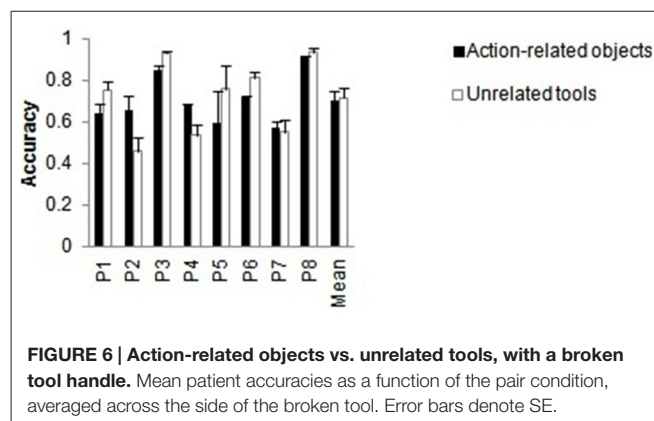 1
0.8
0.6
0.4
0.2
0
Accuracy
P1
P2
P3
P4
P5
P6
P7
P8
Mean
Action-related objects
Unrelated tools
FIGURE 6 | Action-related objects vs. unrelated tools, with a broken
tool handle. Mean patient accuracies as a function of the pair condition,
averaged across the side of the broken tool. Error bars denote SE.